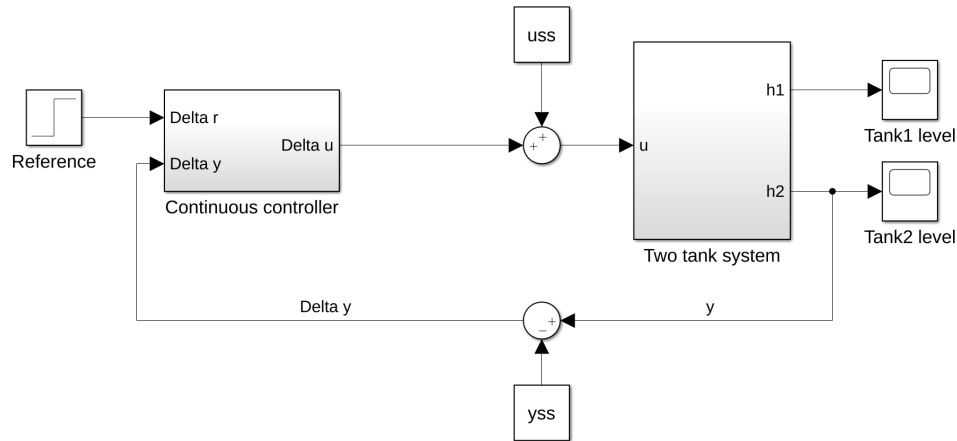 uss
Delta r
Delta y
Delta u
Continuous controller
Reference
u
h1
h2
Two tank system
Tank1 level
Tank2 level
Delta y
y
yss